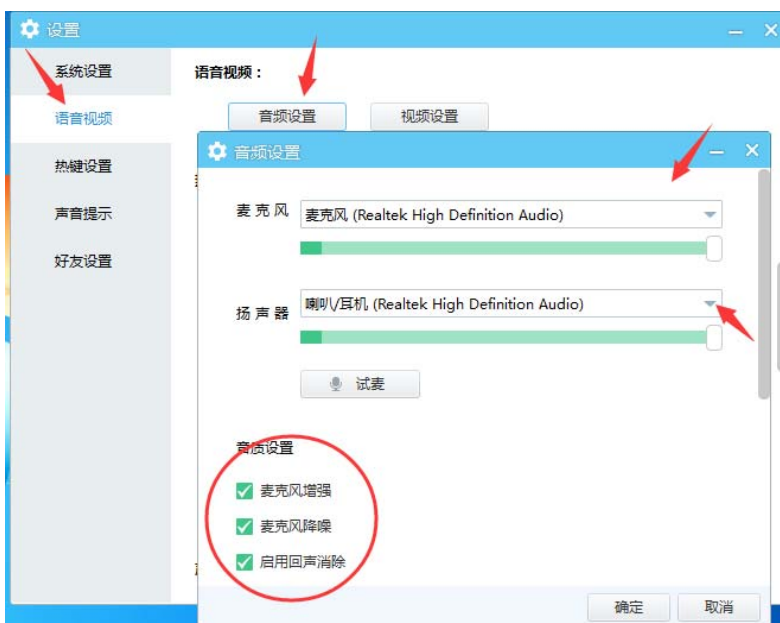 设置
系统设置
语音视频
热键设置
声音提示
好友设置
语音视频：
音频设置
视频设置
音频设置
麦克风
麦克风 (Realtek High Definition Audio)
扬声器
喇叭/耳机 (Realtek High Definition Audio)
试麦
音质设置
麦克风增强
麦克风降噪
启用回声消除
确定
取消